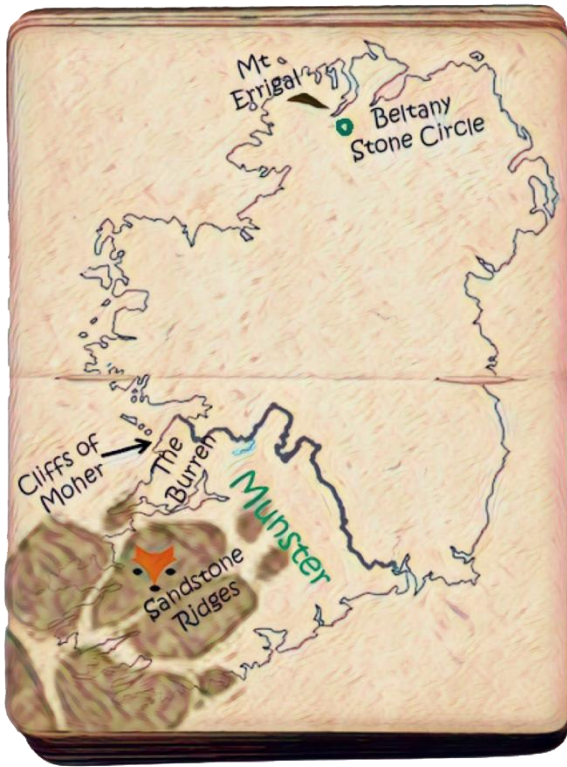 Mt
Errigal
Beltany
Stone Circle
Cliffs of
Moher
The
Burren
Munster
Sandstone
Ridges